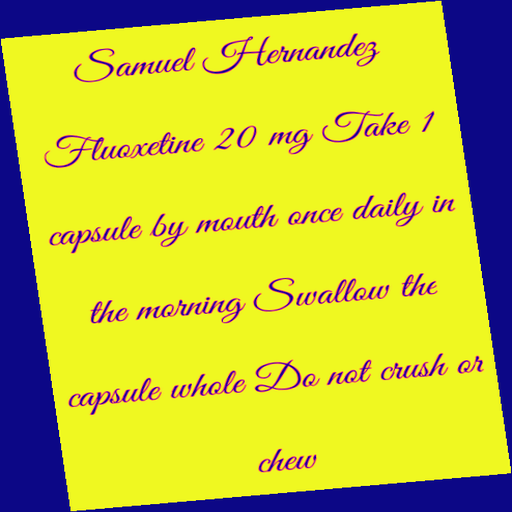 Samuel Hernandez
Fluoxetine 20 mg Take 1
capsule by mouth once daily in
the morning Swallow the
capsule whole Do not crush or
chew